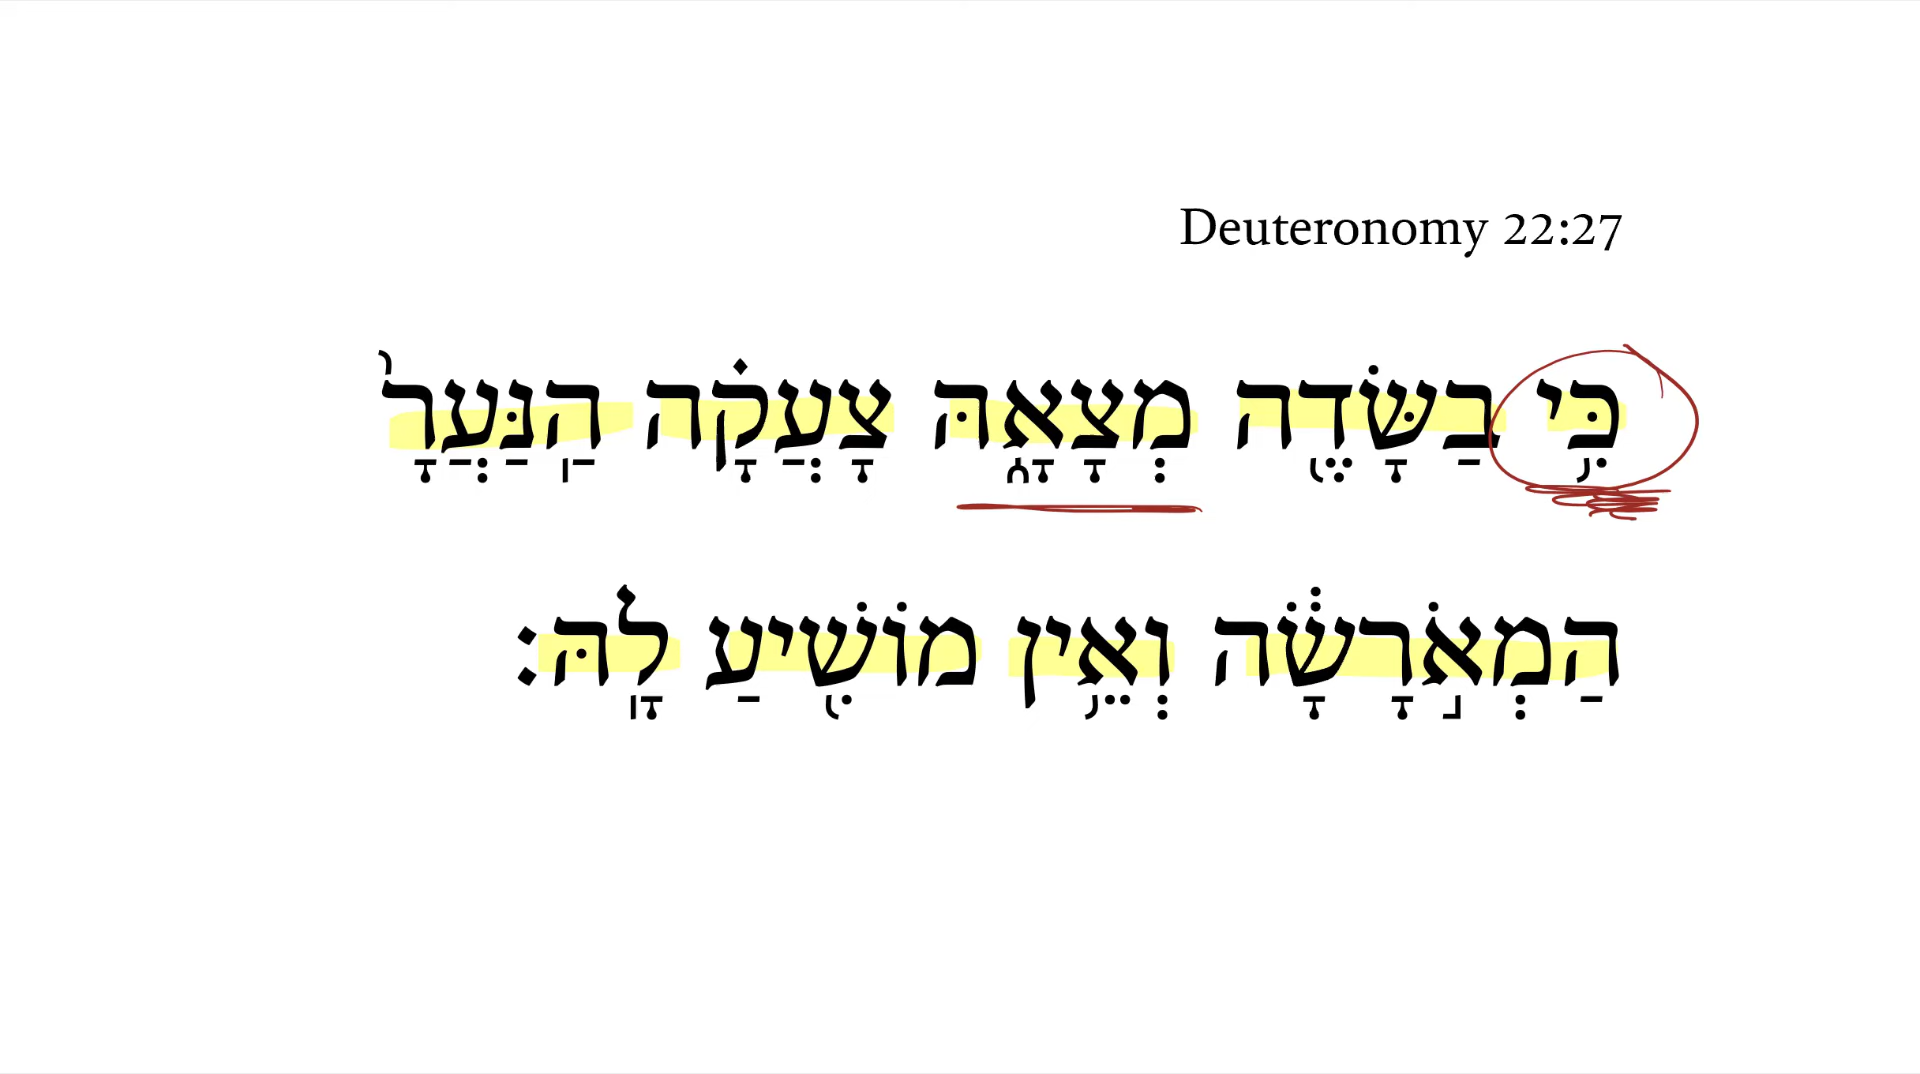 Deuteronomy 22:27
כִּ֥י בַשָּׂדֶ֖ה מְצָאָ֑הּ צָעֲקָ֗ה הַֽנַּעֲרָ֙
הַמְאֹ֣רָשָׂ֔ה וְאֵ֥ין מוֹשִׁ֖יעַ לָֽהּ׃